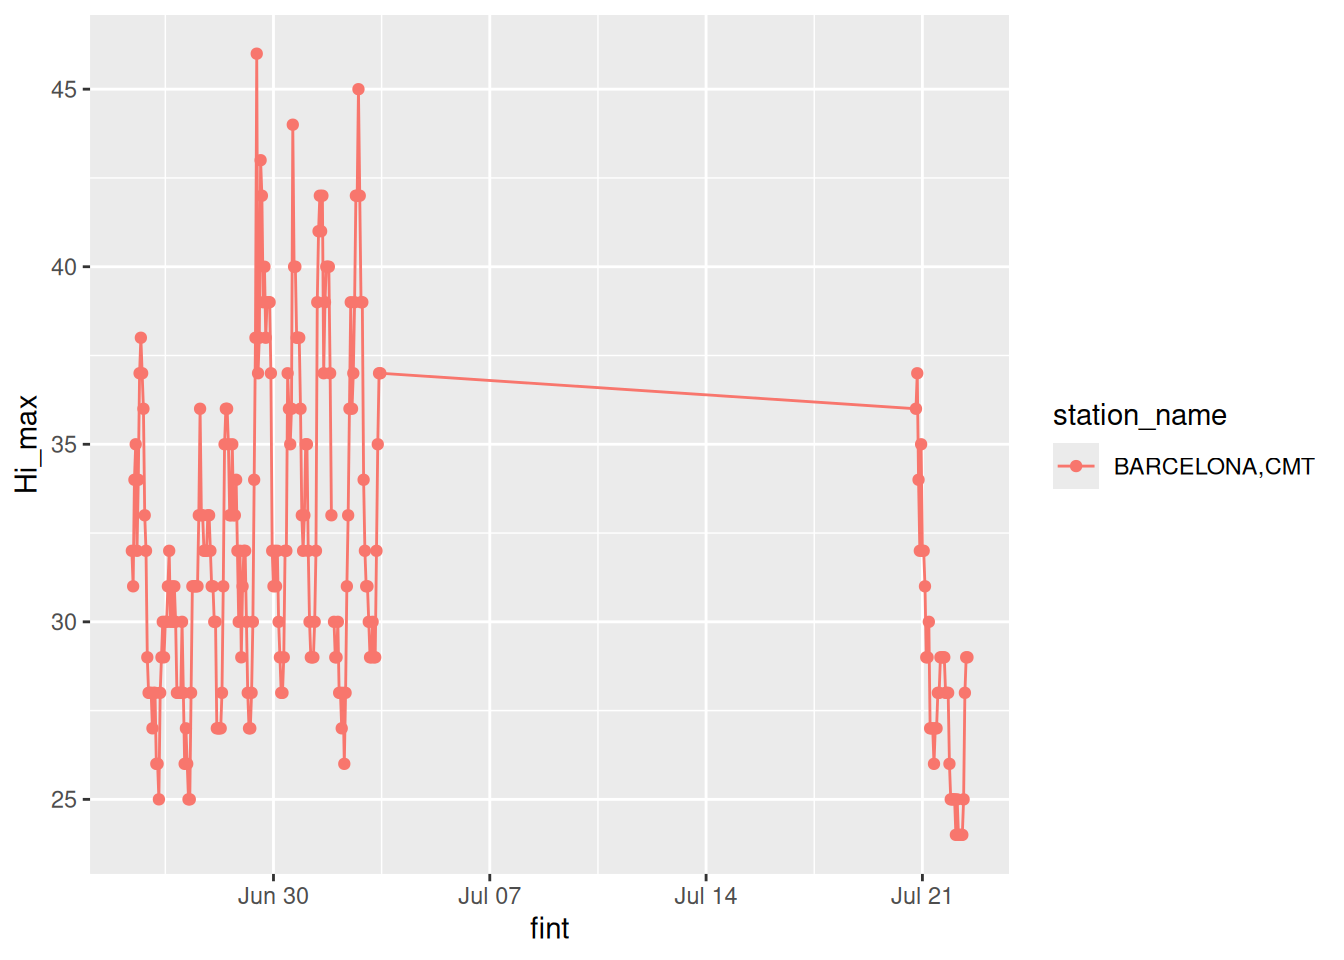 45
40
35
30
25
Hi_max
Jun 30
Jul 07
Jul 14
Jul 21
fint
station_name
BARCELONA,CMT